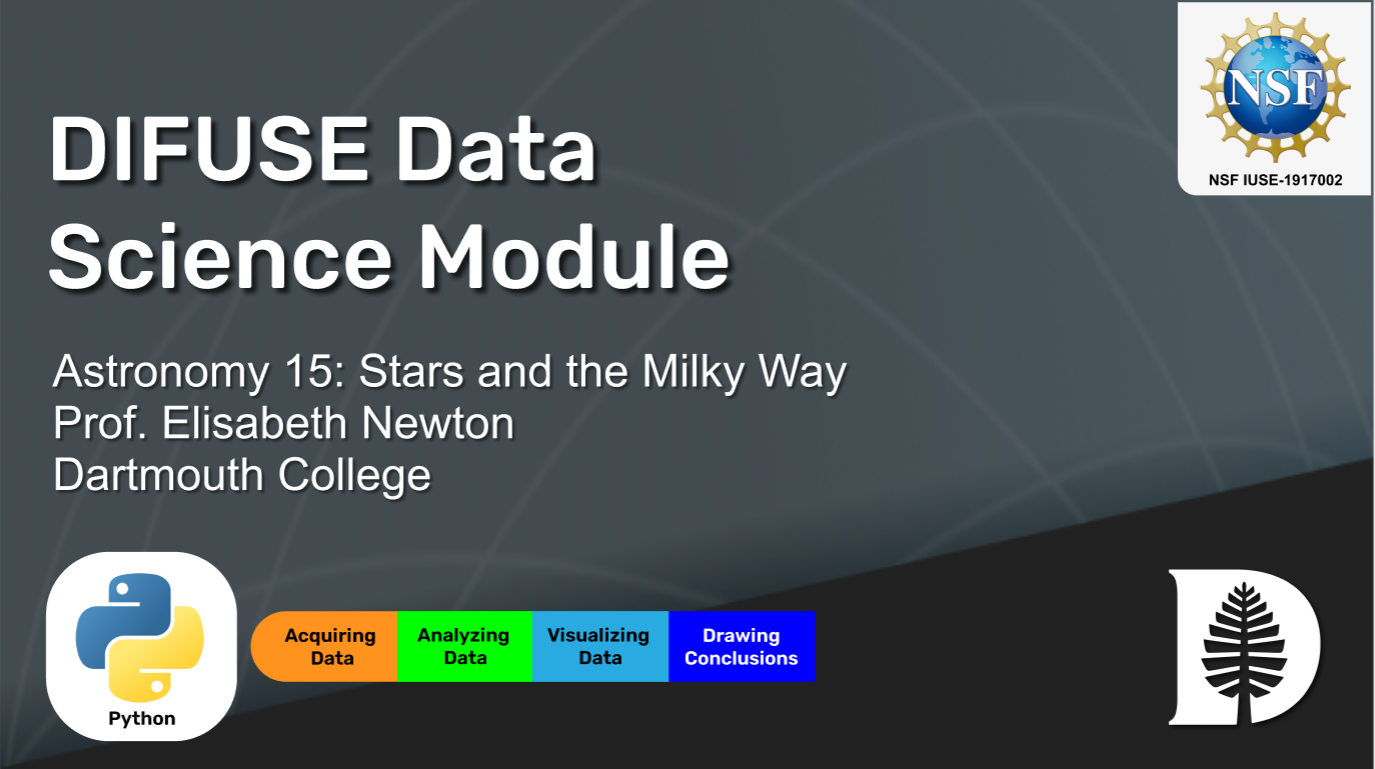 DIFUSE Data
Science Module
NSF
NSF IUSE-1917002
Astronomy 15: Stars and the Milky Way
Prof. Elisabeth Newton
Dartmouth College
Python
Acquiring
Data
Analyzing
Data
Visualizing
Data
Drawing
Conclusions
D